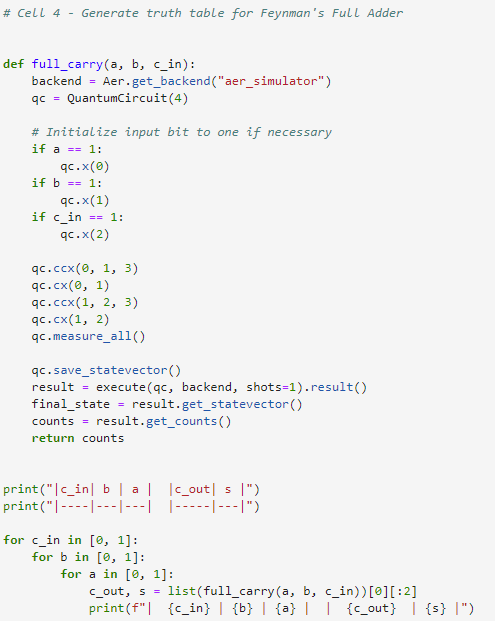 # Cell 4 - Generate truth table for Feynman's Full Adder


def full_carry(a, b, c_in):
    backend = Aer.get_backend("aer_simulator")
    qc = QuantumCircuit(4)

    # Initialize input bit to one if necessary
    if a == 1:
        qc.x(0)
    if b == 1:
        qc.x(1)
    if c_in == 1:
        qc.x(2)

    qc.ccx(0, 1, 3)
    qc.cx(0, 1)
    qc.ccx(1, 2, 3)
    qc.cx(1, 2)
    qc.measure_all()

    qc.save_statevector()
    result = execute(qc, backend, shots=1).result()
    final_state = result.get_statevector()
    counts = result.get_counts()
    return counts


print("|c_in| b | a |  |c_out| s |")
print("|----|---|---|  |-----|---|")

for c_in in [0, 1]:
    for b in [0, 1]:
        for a in [0, 1]:
            c_out, s = list(full_carry(a, b, c_in))[0][:2]
            print(f"|  {c_in} | {b} | {a} |  |  {c_out}  | {s} |")